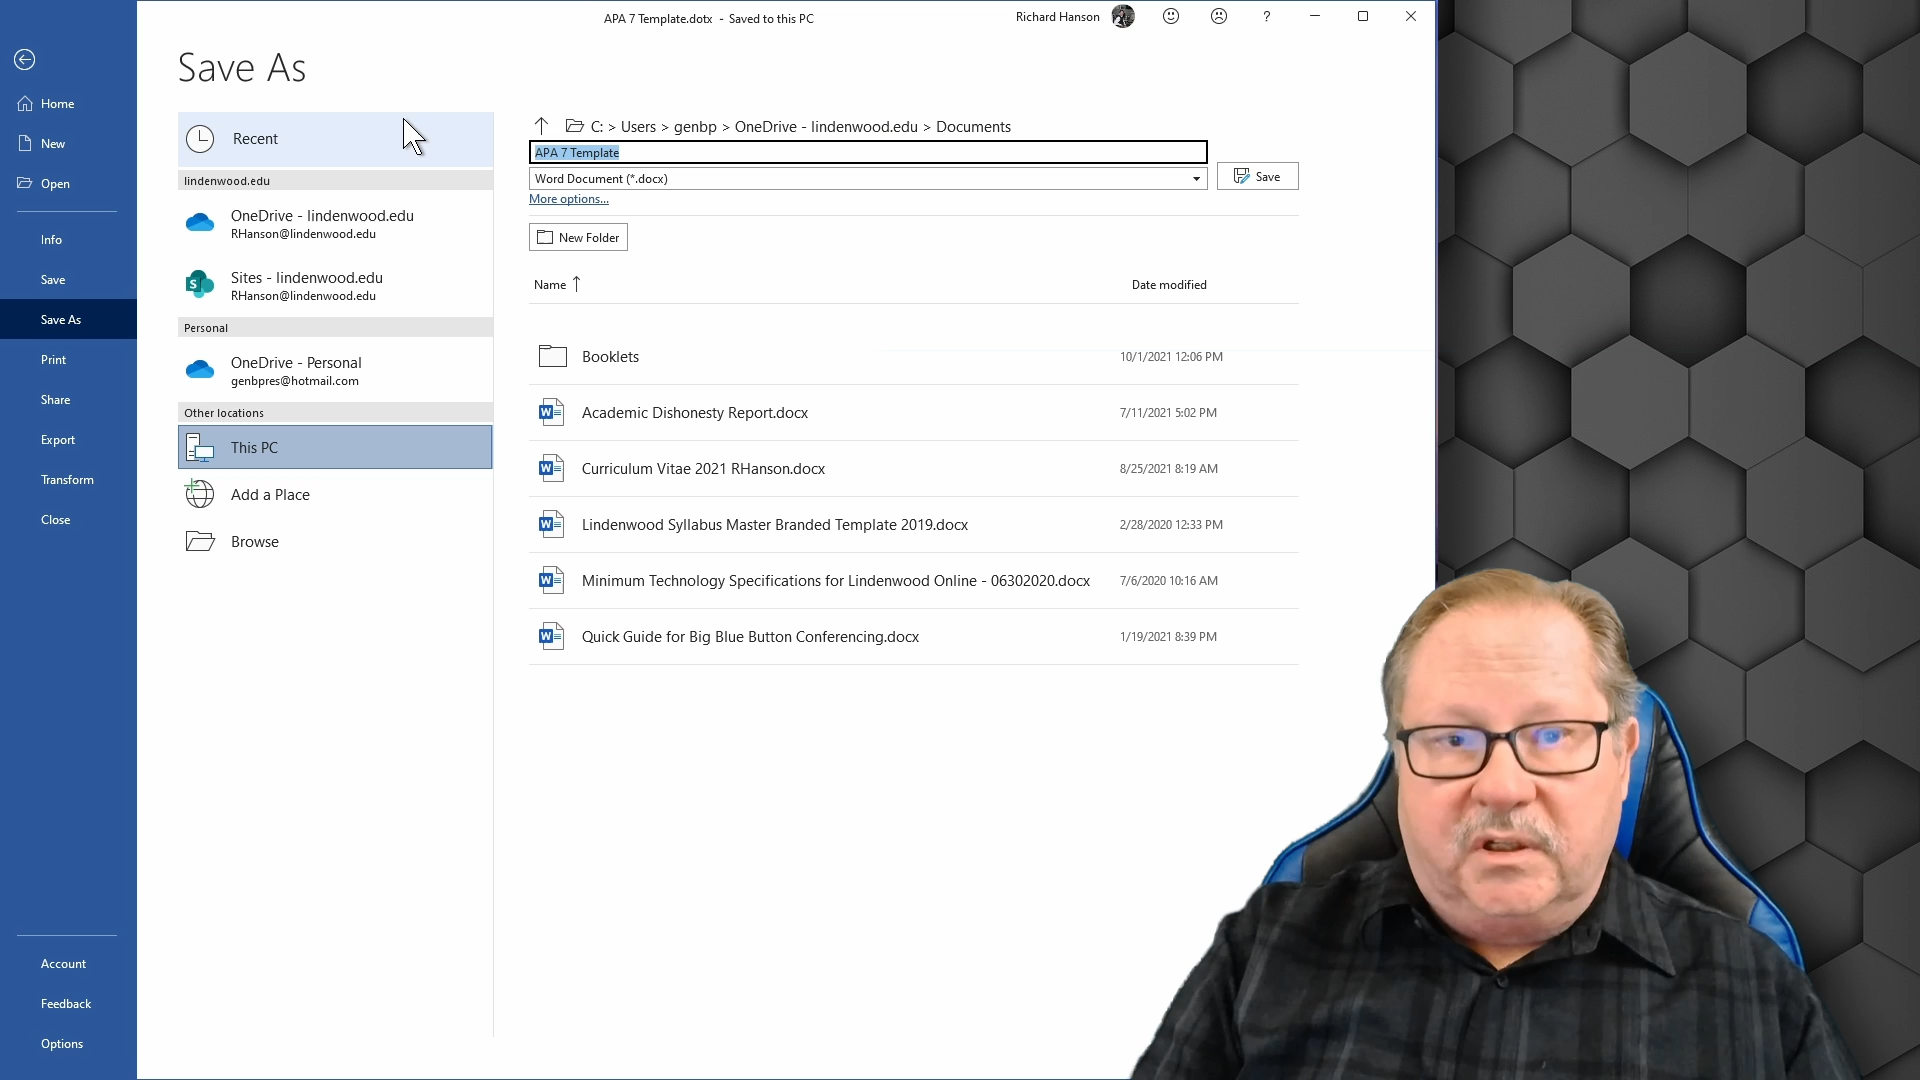 APA 7 Template.dotx - Saved to this PC
Richard Hanson
?
Save As
Home
New
Open
Info
Save
Save As
Print
Share
Export
Transform
Close
Account
Feedback
Options
Recent
lindenwood.edu
OneDrive - lindenwood.edu
RHanson@lindenwood.edu
S
Sites - lindenwood.edu
RHanson@lindenwood.edu
Personal
OneDrive - Personal
genbpres@hotmail.com
Other locations
This PC
Add a Place
Browse
C: > Users > genbp > OneDrive - lindenwood.edu > Documents
APA 7 Template
Word Document (*.docx)
Save
More options...
New Folder
Name Date modified
Booklets 10/1/2021 12:06 PM
W Academic Dishonesty Report.docx 7/11/2021 5:02 PM
W Curriculum Vitae 2021 RHanson.docx 8/25/2021 8:19 AM
W Lindenwood Syllabus Master Branded Template 2019.docx 2/28/2020 12:33 PM
W Minimum Technology Specifications for Lindenwood Online - 06302020.docx 7/6/2020 10:16 AM
W Quick Guide for Big Blue Button Conferencing.docx 1/19/2021 8:39 PM